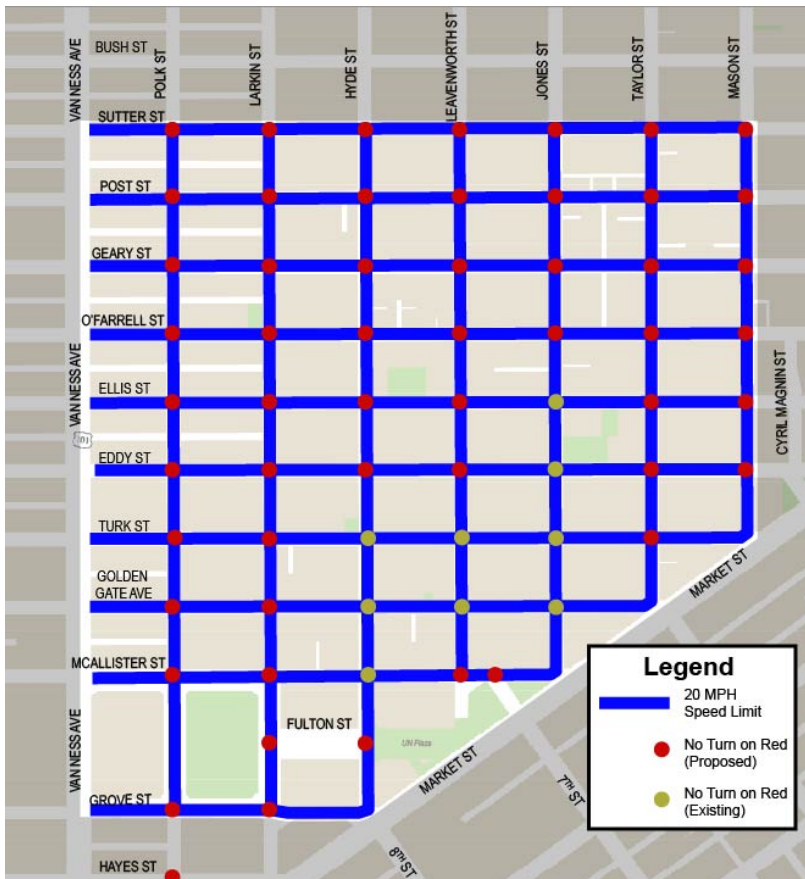 BUSH ST
VAN NESS AVE
POLK ST
LARKIN ST
HYDE ST
LEAVENWORTH ST
JONES ST
TAYLOR ST
MASON ST
SUTTER ST
POST ST
GEARY ST
O'FARRELL ST
VAN NESS AVE
ELLIS ST
CYRIL MAGNIN ST
101
EDDY ST
TURK ST
GOLDEN
GATE AVE
MARKET ST
MCALLISTER ST
FULTON ST
UN Plaza
MARKET ST
VAN NESS AVE
GROVE ST
7TH ST
8TH ST
HAYES ST
Legend
20 MPH
Speed Limit
No Turn on Red
(Proposed)
No Turn on Red
(Existing)